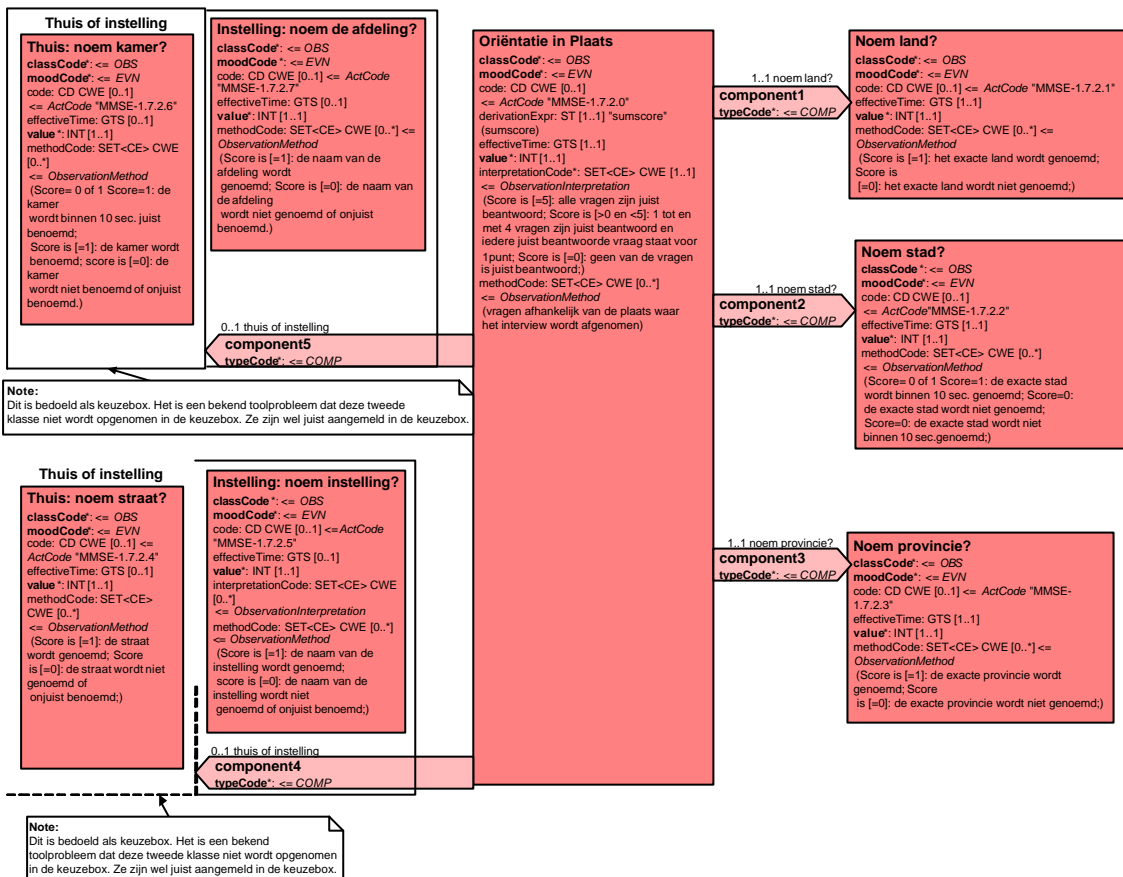 Thuis of instelling
Thuis: noem kamer?
classCode*: <= OBS
moodCode*: <= EVN
code: CD CWE [0..1]
<= ActCode "MMSE-1.7.2.6"
effectiveTime: GTS [0..1]
value*: INT [1..1]
methodCode: SET<CE> CWE
[0..*]
<= ObservationMethod
(Score= 0 of 1 Score=1: de
kamer
wordt binnen 10 sec. juist
benoemd;
Score is [=1]: de kamer wordt
benoemd; score is [=0]: de
kamer
wordt niet benoemd of onjuist
benoemd.)
Instelling: noem de afdeling?
classCode*: <= OBS
moodCode*: <= EVN
code: CD CWE [0..1] <= ActCode
"MMSE-1.7.2.7"
effectiveTime: GTS [0..1]
value*: INT [1..1]
methodCode: SET<CE> CWE [0..*] <=
ObservationMethod
(Score is [=1]: de naam van de
afdeling wordt
genoemd; Score is [=0]: de naam van
de afdeling
wordt niet genoemd of onjuist
benoemd.)
0..1 thuis of instelling
component5
typeCode*: <= COMP
Note:
Dit is bedoeld als keuzebox. Het is een bekend toolprobleem dat deze tweede
klasse niet wordt opgenomen in de keuzebox. Ze zijn wel juist aangemeld in de keuzebox.
Oriëntatie in Plaats
classCode*: <= OBS
moodCode*: <= EVN
code: CD CWE [0..1]
<= ActCode "MMSE-1.7.2.0"
derivationExpr: ST [1..1] "sumscore"
(sumscore)
effectiveTime: GTS [1..1]
value*: INT [1..1]
interpretationCode*: SET<CE> CWE [1..1]
<= ObservationInterpretation
(Score is [=5]: alle vragen zijn juist
beantwoord; Score is [>0 en <5]: 1 tot en
met 4 vragen zijn juist beantwoord en
iedere juist beantwoorde vraag staat voor
1punt; Score is [=0]: geen van de vragen
is juist beantwoord;)
methodCode: SET<CE> CWE [0..*]
<= ObservationMethod
(vragen afhankelijk van de plaats waar
het interview wordt afgenomen)
1..1 noem land?
component1
typeCode*: <= COMP
Noem land?
classCode*: <= OBS
moodCode*: <= EVN
code: CD CWE [0..1] <= ActCode "MMSE-1.7.2.1"
effectiveTime: GTS [1..1]
value*: INT [1..1]
methodCode: SET<CE> CWE [0..*] <=
ObservationMethod
(Score is [=1]: het exacte land wordt genoemd;
Score is
[=0]: het exacte land wordt niet genoemd;)
1..1 noem stad?
component2
typeCode*: <= COMP
Noem stad?
classCode*: <= OBS
moodCode*: <= EVN
code: CD CWE [0..1]
<= ActCode"MMSE-1.7.2.2"
effectiveTime: GTS [1..1]
value*: INT [1..1]
methodCode: SET<CE> CWE [0..*]
<= ObservationMethod
(Score= 0 of 1 Score=1: de exacte stad
wordt binnen 10 sec. genoemd; Score=0:
de exacte stad wordt niet genoemd;
Score=0: de exacte stad wordt niet
binnen 10 sec.genoemd;)
1..1 noem provincie?
component3
typeCode*: <= COMP
Noem provincie?
classCode*: <= OBS
moodCode*: <= EVN
code: CD CWE [0..1] <= ActCode "MMSE-
1.7.2.3"
effectiveTime: GTS [1..1]
value*: INT [1..1]
methodCode: SET<CE> CWE [0..*] <=
ObservationMethod
(Score is [=1]: de exacte provincie wordt
genoemd; Score
is [=0]: de exacte provincie wordt niet genoemd;)
Thuis of instelling
Thuis: noem straat?
classCode*: <= OBS
moodCode*: <= EVN
code: CD CWE [0..1] <=
ActCode "MMSE-1.7.2.4"
effectiveTime: GTS [0..1]
value*: INT [1..1]
methodCode: SET<CE>
CWE [0..*]
<= ObservationMethod
(Score is [=1]: de straat
wordt genoemd; Score
is [=0]: de straat wordt niet
genoemd of
onjuist benoemd;)
Instelling: noem instelling?
classCode*: <= OBS
moodCode*: <= EVN
code: CD CWE [0..1] <= ActCode
"MMSE-1.7.2.5"
effectiveTime: GTS [0..1]
value*: INT [1..1]
interpretationCode: SET<CE> CWE
[0..*]
<= ObservationInterpretation
methodCode: SET<CE> CWE [0..*]
<= ObservationMethod
(Score is [=1]: de naam van de
instelling wordt genoemd;
score is [=0]: de naam van de
instelling wordt niet
genoemd of onjuist benoemd;)
0..1 thuis of instelling
component4
typeCode*: <= COMP
Note:
Dit is bedoeld als keuzebox. Het is een bekend
toolprobleem dat deze tweede klasse niet wordt opgenomen
in de keuzebox. Ze zijn wel juist aangemeld in de keuzebox.